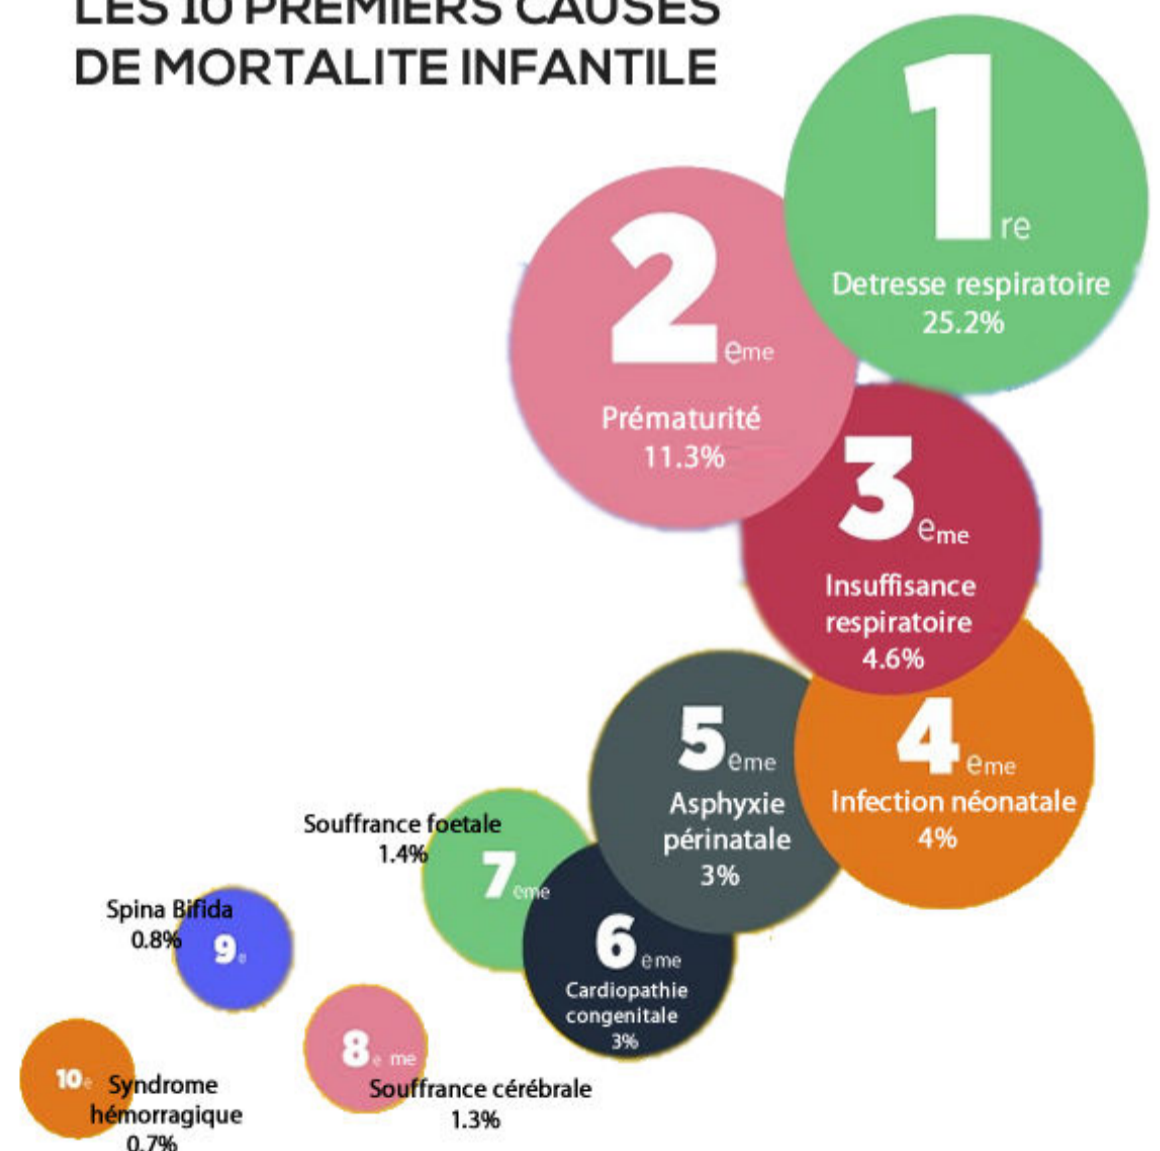 LES 10 PREMIERS CAUSES
DE MORTALITE INFANTILE
1re
Detresse respiratoire
25.2%
2eme
Prématurité
11.3%
3eme
Insuffisance
respiratoire
4.6%
4eme
Infection néonatale
4%
5eme
Asphyxie
périnatale
3%
6eme
Cardiopathie
congenitale
3%
Souffrance foetale
1.4%
7eme
8e me
Souffrance cérébrale
1.3%
Spina Bifida
0.8%
9e
10e
Syndrome
hémorragique
0.7%